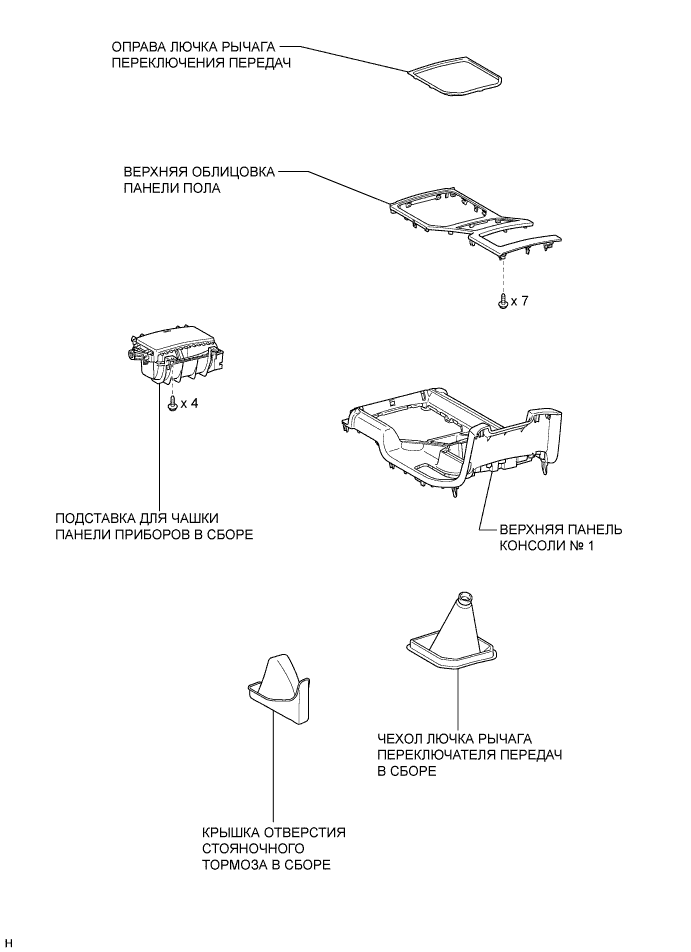 ОПРАВА ЛЮЧКА РЫЧАГА
ПЕРЕКЛЮЧЕНИЯ ПЕРЕДАЧ
ВЕРХНЯЯ ОБЛИЦОВКА
ПАНЕЛИ ПОЛА
x 7
x 4
ПОДСТАВКА ДЛЯ ЧАШКИ
ПАНЕЛИ ПРИБОРОВ В СБОРЕ
ВЕРХНЯЯ ПАНЕЛЬ
КОНСОЛИ № 1
ЧЕХОЛ ЛЮЧКА РЫЧАГА
ПЕРЕКЛЮЧАТЕЛЯ ПЕРЕДАЧ
В СБОРЕ
КРЫШКА ОТВЕРСТИЯ
СТОЯНОЧНОГО
ТОРМОЗА В СБОРЕ
H